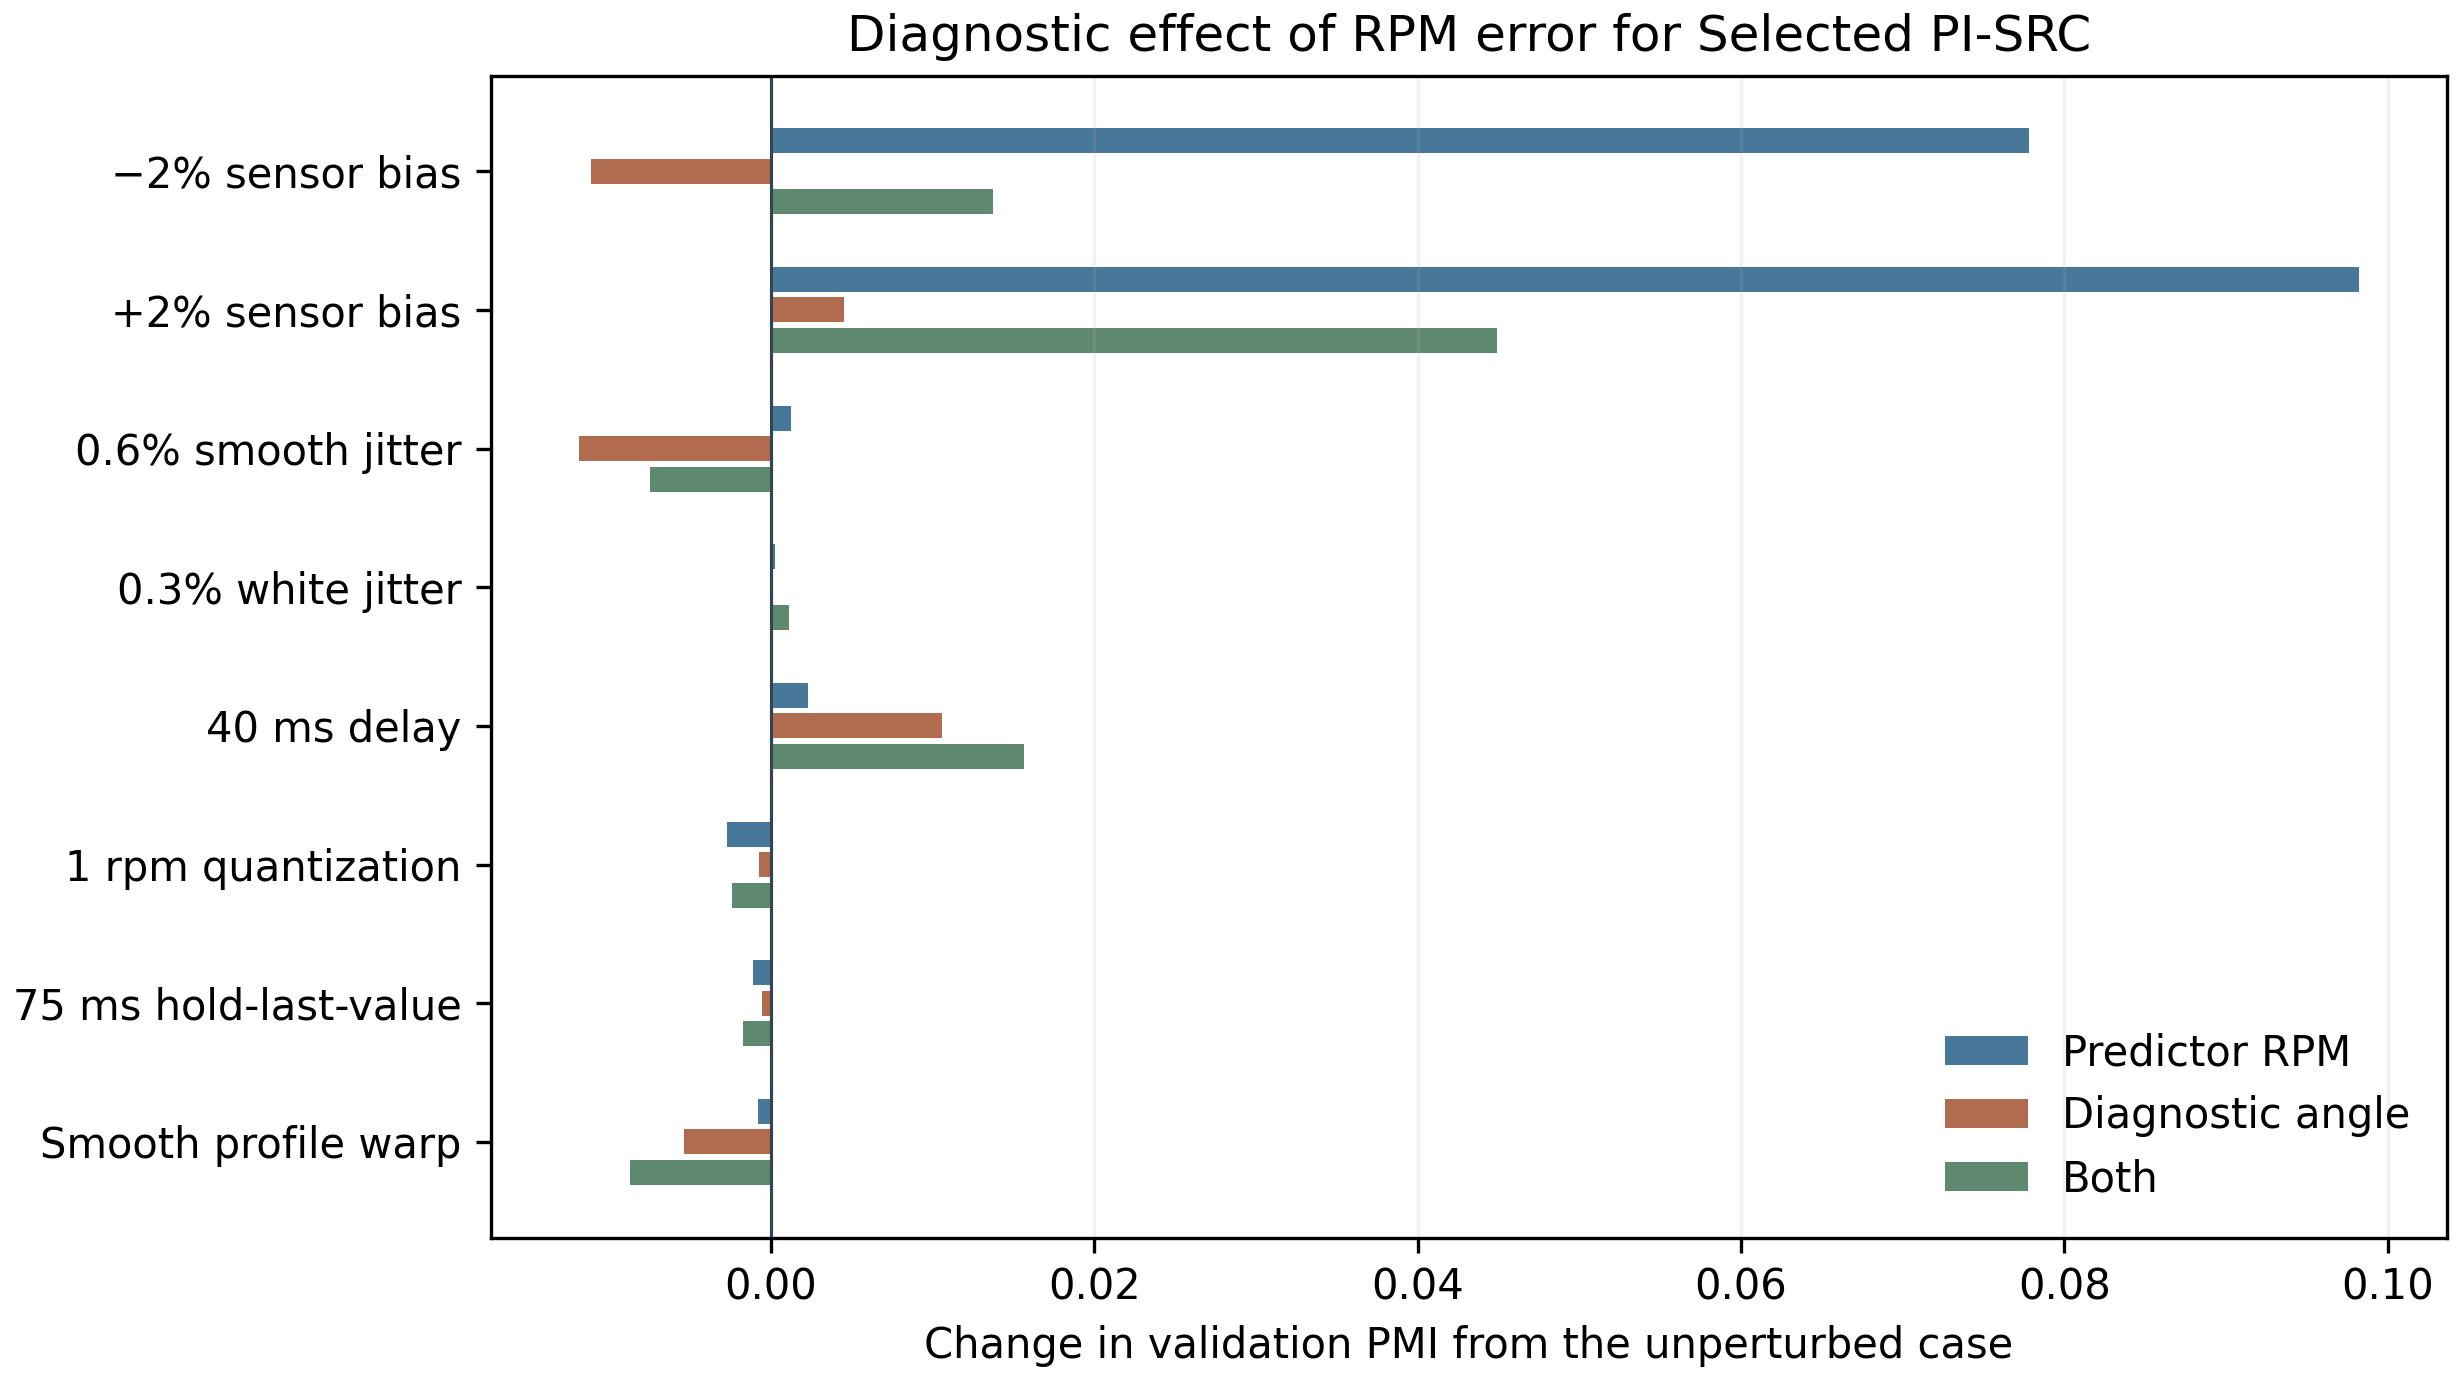 Diagnostic effect of RPM error for Selected PI-SRC
−2% sensor bias
+2% sensor bias
0.6% smooth jitter
0.3% white jitter
40 ms delay
1 rpm quantization
75 ms hold-last-value
Smooth profile warp
Predictor RPM
Diagnostic angle
Both
0.00 0.02 0.04 0.06 0.08 0.10
Change in validation PMI from the unperturbed case